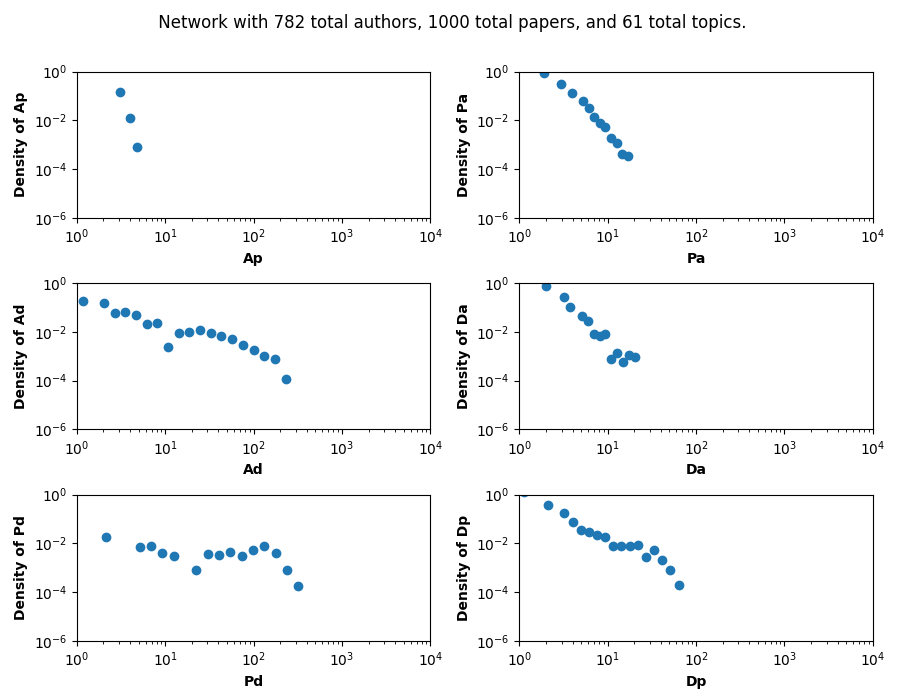 Network with 782 total authors, 1000 total papers, and 61 total topics.
Density of Ap
10^0
10^-2
10^-4
10^-6
10^0 10^1 10^2 10^3 10^4
Ap
Density of Pa
10^0
10^-2
10^-4
10^-6
10^0 10^1 10^2 10^3 10^4
Pa
Density of Ad
10^0
10^-2
10^-4
10^-6
10^0 10^1 10^2 10^3 10^4
Ad
Density of Da
10^0
10^-2
10^-4
10^-6
10^0 10^1 10^2 10^3 10^4
Da
Density of Pd
10^0
10^-2
10^-4
10^-6
10^0 10^1 10^2 10^3 10^4
Pd
Density of Dp
10^0
10^-2
10^-4
10^-6
10^0 10^1 10^2 10^3 10^4
Dp